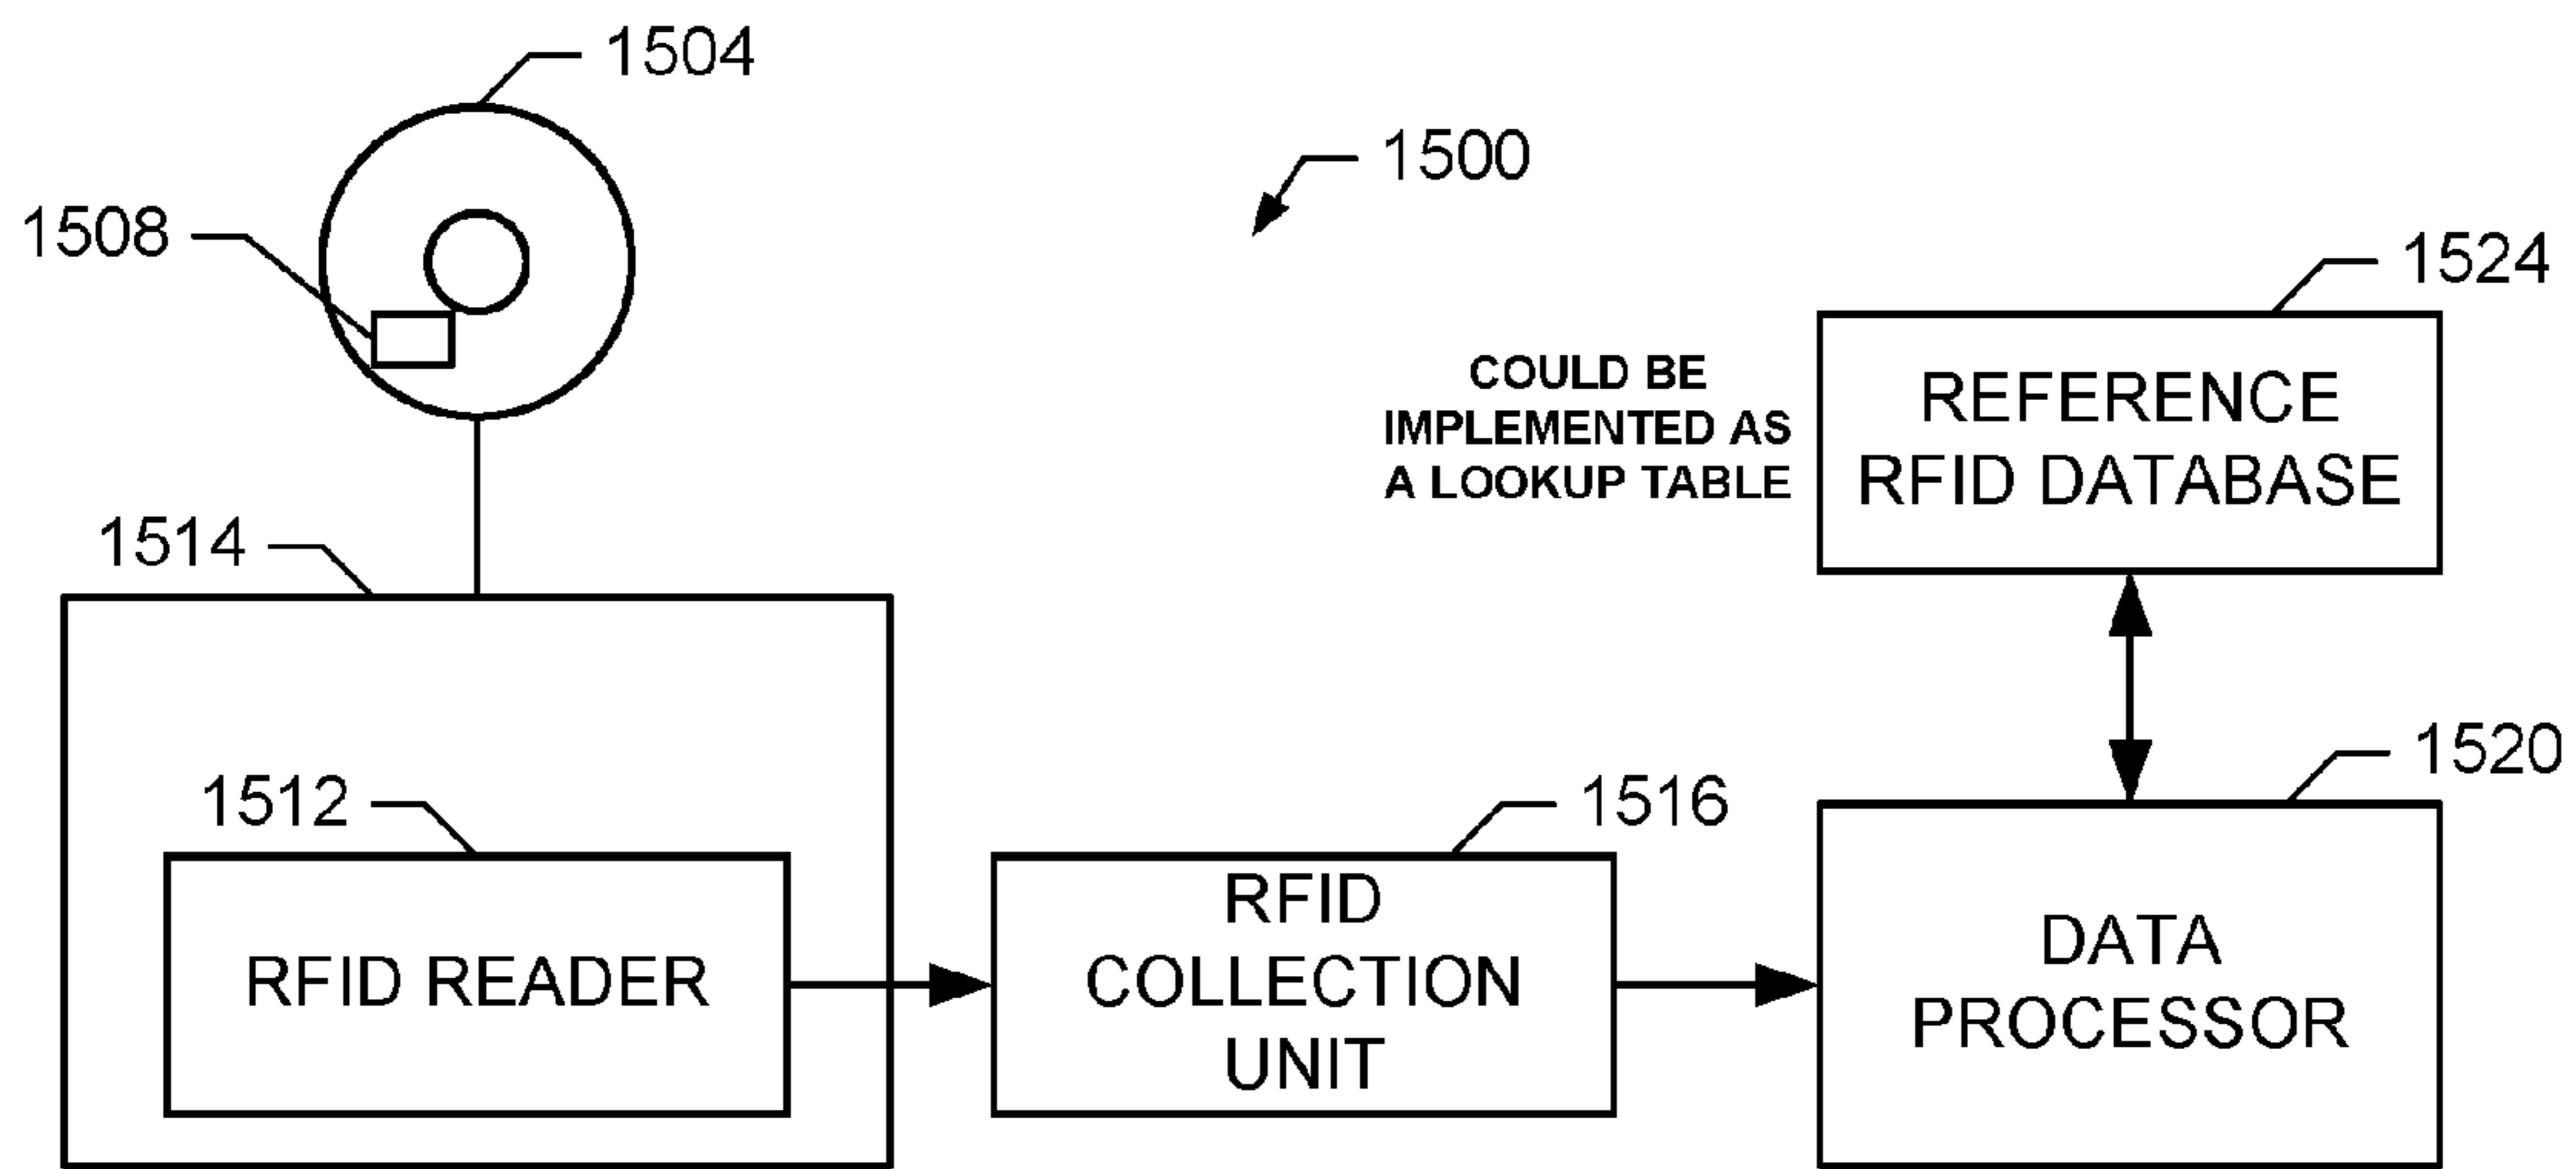 1504
1500
1508
1524
COULD BE
IMPLEMENTED AS
A LOOKUP TABLE
REFERENCE
RFID DATABASE
1514
1512
1516
1520
RFID READER
RFID
COLLECTION
UNIT
DATA
PROCESSOR